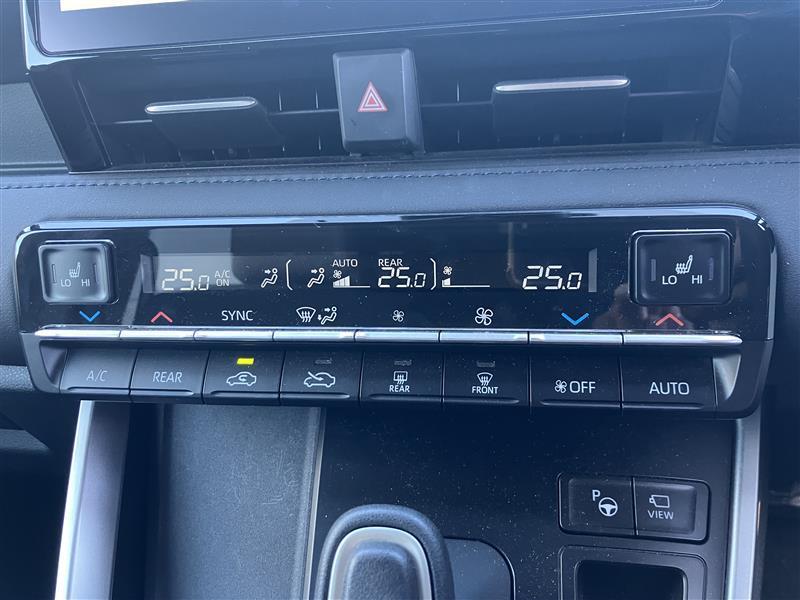 AUTO REAR
25.0 A/C ON 25.0 25.0
LO HI LO HI
SYNC
A/C REAR REAR FRONT OFF AUTO
P VIEW